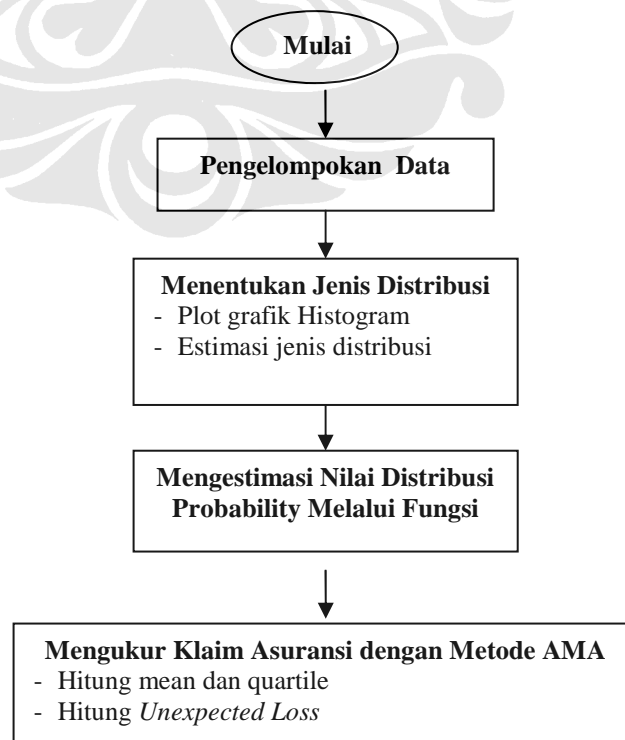 Mulai
Pengelompokan Data
Menentukan Jenis Distribusi
- Plot grafik Histogram
- Estimasi jenis distribusi
Mengestimasi Nilai Distribusi
Probability Melalui Fungsi
Mengukur Klaim Asuransi dengan Metode AMA
- Hitung mean dan quartile
- Hitung Unexpected Loss